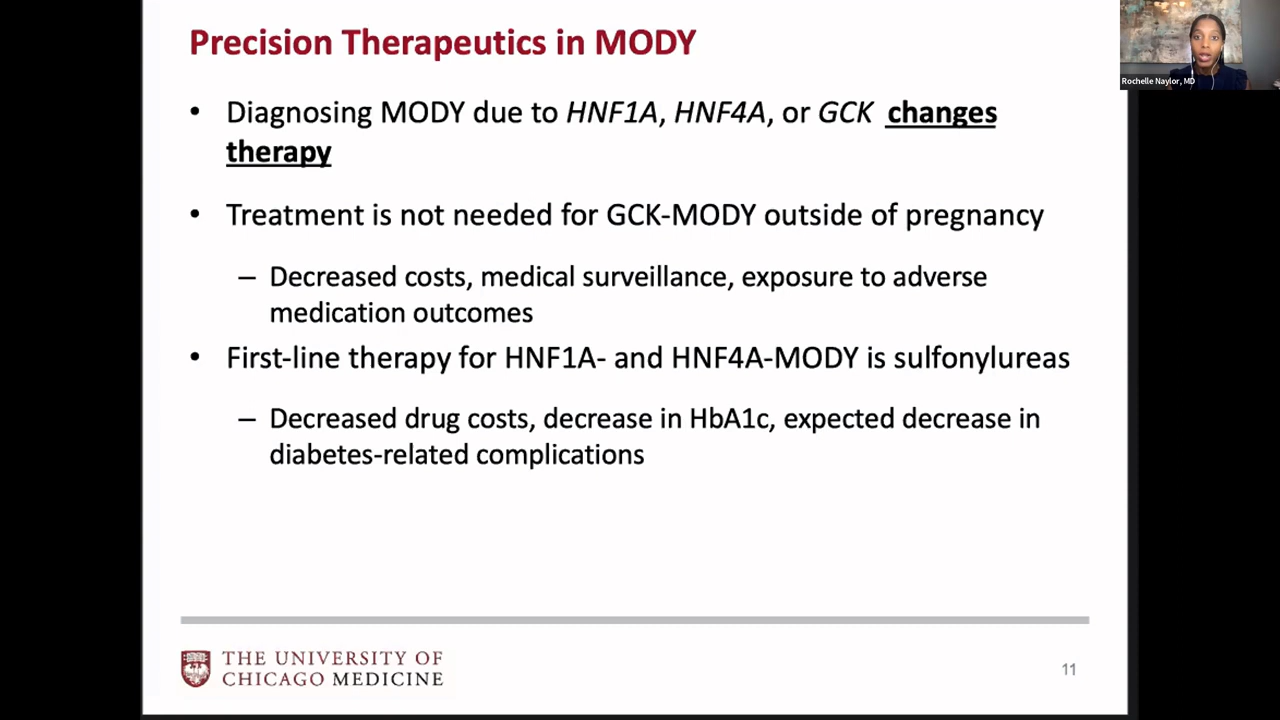 Precision Therapeutics in MODY
Rochelle Naylor, MD
• Diagnosing MODY due to HNF1A, HNF4A, or GCK changes
therapy
• Treatment is not needed for GCK-MODY outside of pregnancy
– Decreased costs, medical surveillance, exposure to adverse
medication outcomes
• First-line therapy for HNF1A- and HNF4A-MODY is sulfonylureas
– Decreased drug costs, decrease in HbA1c, expected decrease in
diabetes-related complications
THE UNIVERSITY OF
CHICAGO MEDICINE
11